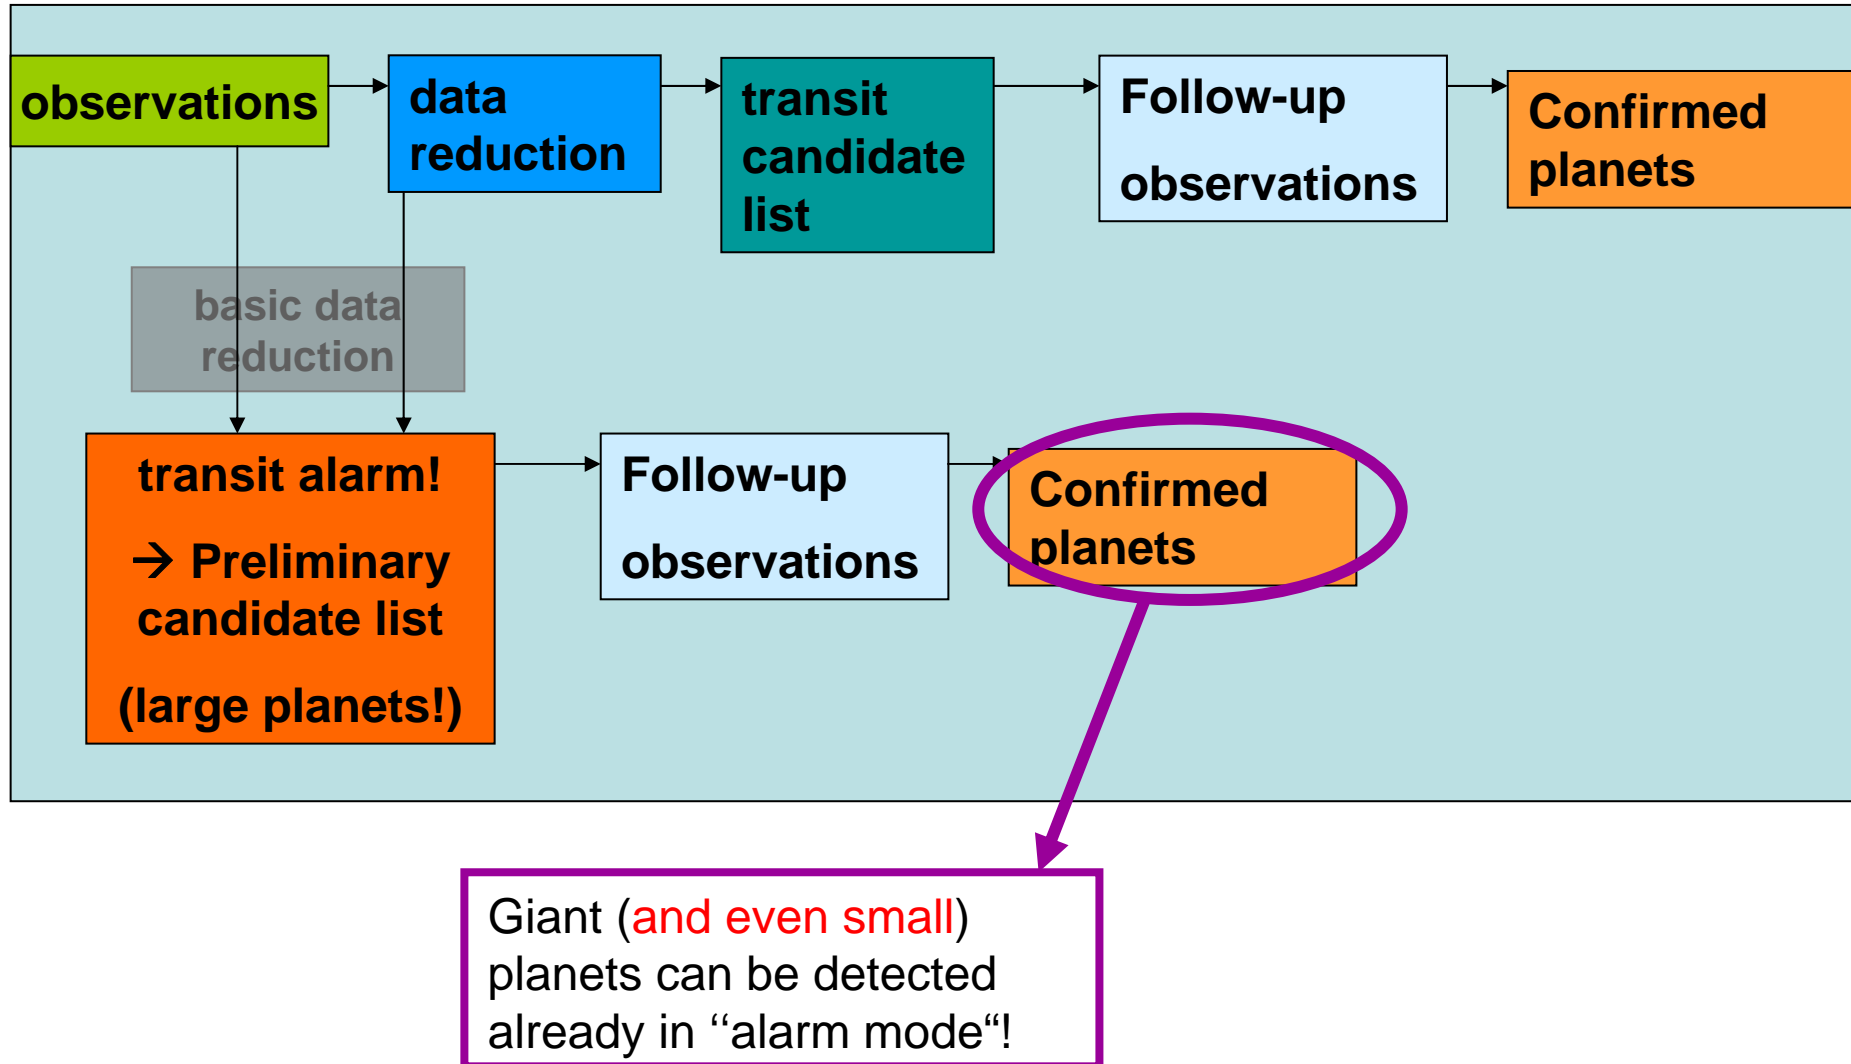 observations
data
reduction
transit
candidate
list
Follow-up
observations
Confirmed
planets
basic data
reduction
transit alarm!
→ Preliminary
candidate list
(large planets!)
Follow-up
observations
Confirmed
planets
Giant (and even small)
planets can be detected
already in ‘‘alarm mode“!